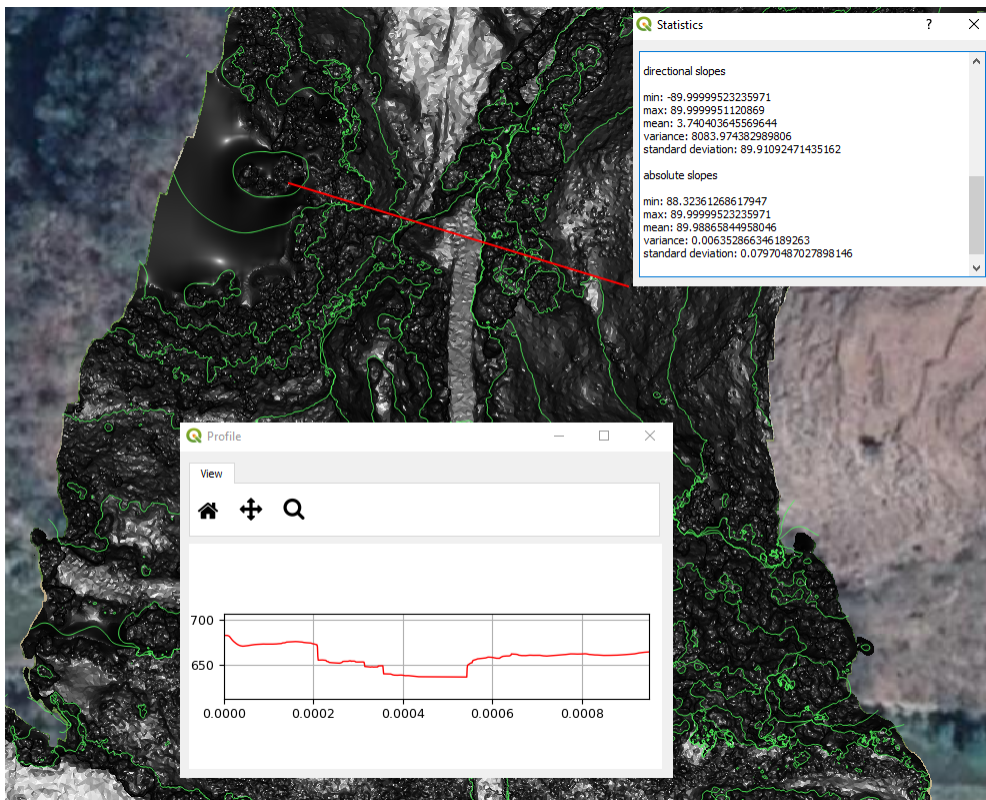 Statistics
?
directional slopes
min: -89.99999523235971
max: 89.9999951120869
mean: 3.740403645569644
variance: 8083.974382989806
standard deviation: 89.91092471435162
absolute slopes
min: 88.32361268617947
max: 89.99999523235971
mean: 89.98865844958046
variance: 0.006352866346189263
standard deviation: 0.07970487027898146
Profile
View
700
650
0.0000 0.0002 0.0004 0.0006 0.0008